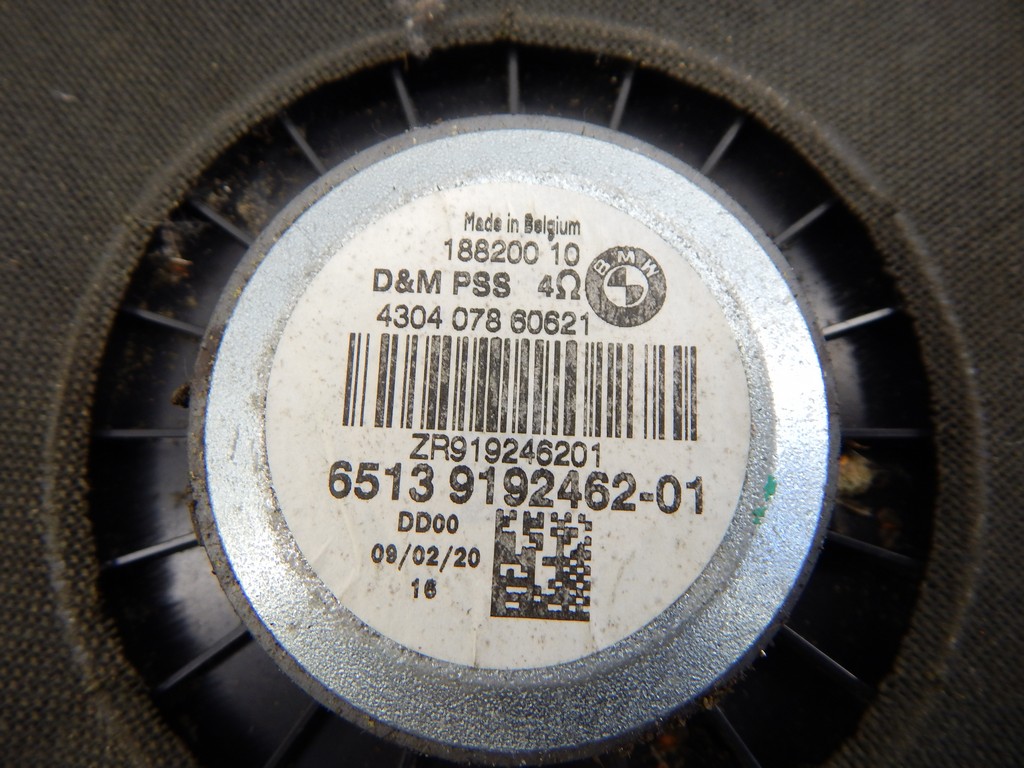 Made in Belgium
188200 10
D&M PSS 4Ω
BMW
4304 078 60621
ZR919246201
6513 9192462-01
DD00
09/02/20
16